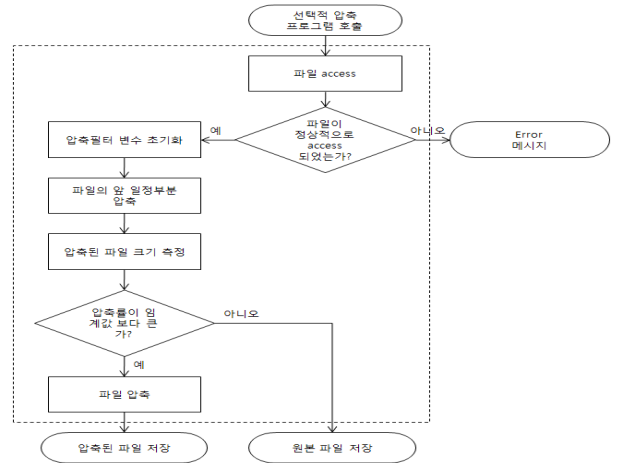 선택적 압축
프로그램 호출
파일 access
파일이
정상적으로
access
되었는가?
예
아니오
Error
메시지
압축필터 변수 초기화
파일의 앞 일정부분
압축
압축된 파일 크기 측정
압축률이 임
계값 보다 큰
가?
아니오
예
파일 압축
압축된 파일 저장
원본 파일 저장